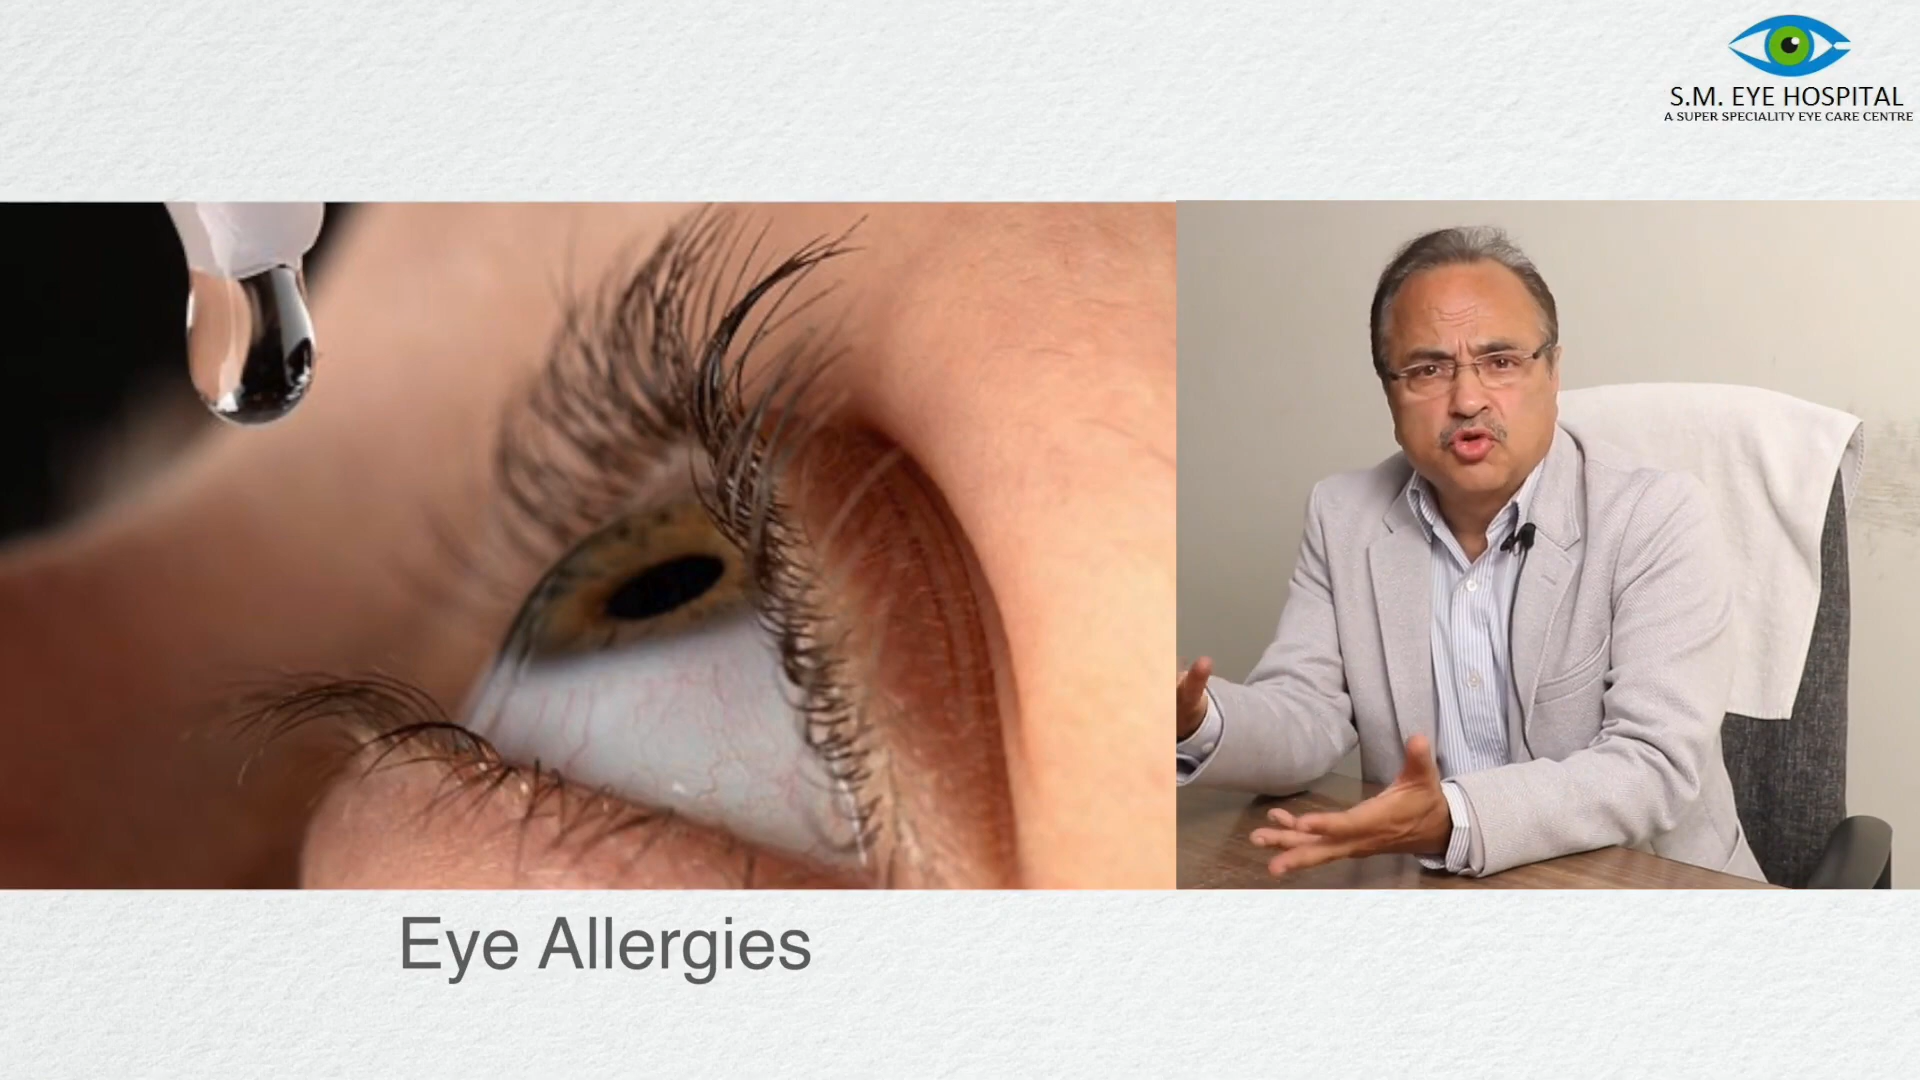 S.M. EYE HOSPITAL
A SUPER SPECIALITY EYE CARE CENTRE
Eye Allergies